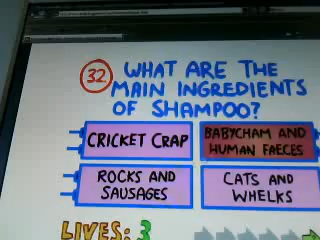 32. WHAT ARE THE
MAIN INGREDIENTS
OF SHAMPOO?
CRICKET CRAP
BABYCHAM AND
HUMAN FAECES
ROCKS AND
SAUSAGES
CATS AND
WHELKS
LIVES: 3